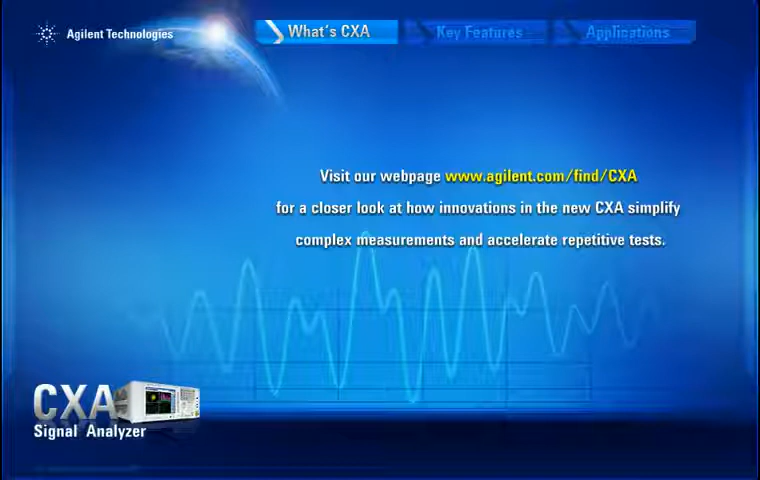 Agilent Technologies
What's CXA
Key Features
Applications
Visit our webpage www.agilent.com/find/CXA
for a closer look at how innovations in the new CXA simplify
complex measurements and accelerate repetitive tests.
CXA
Signal Analyzer